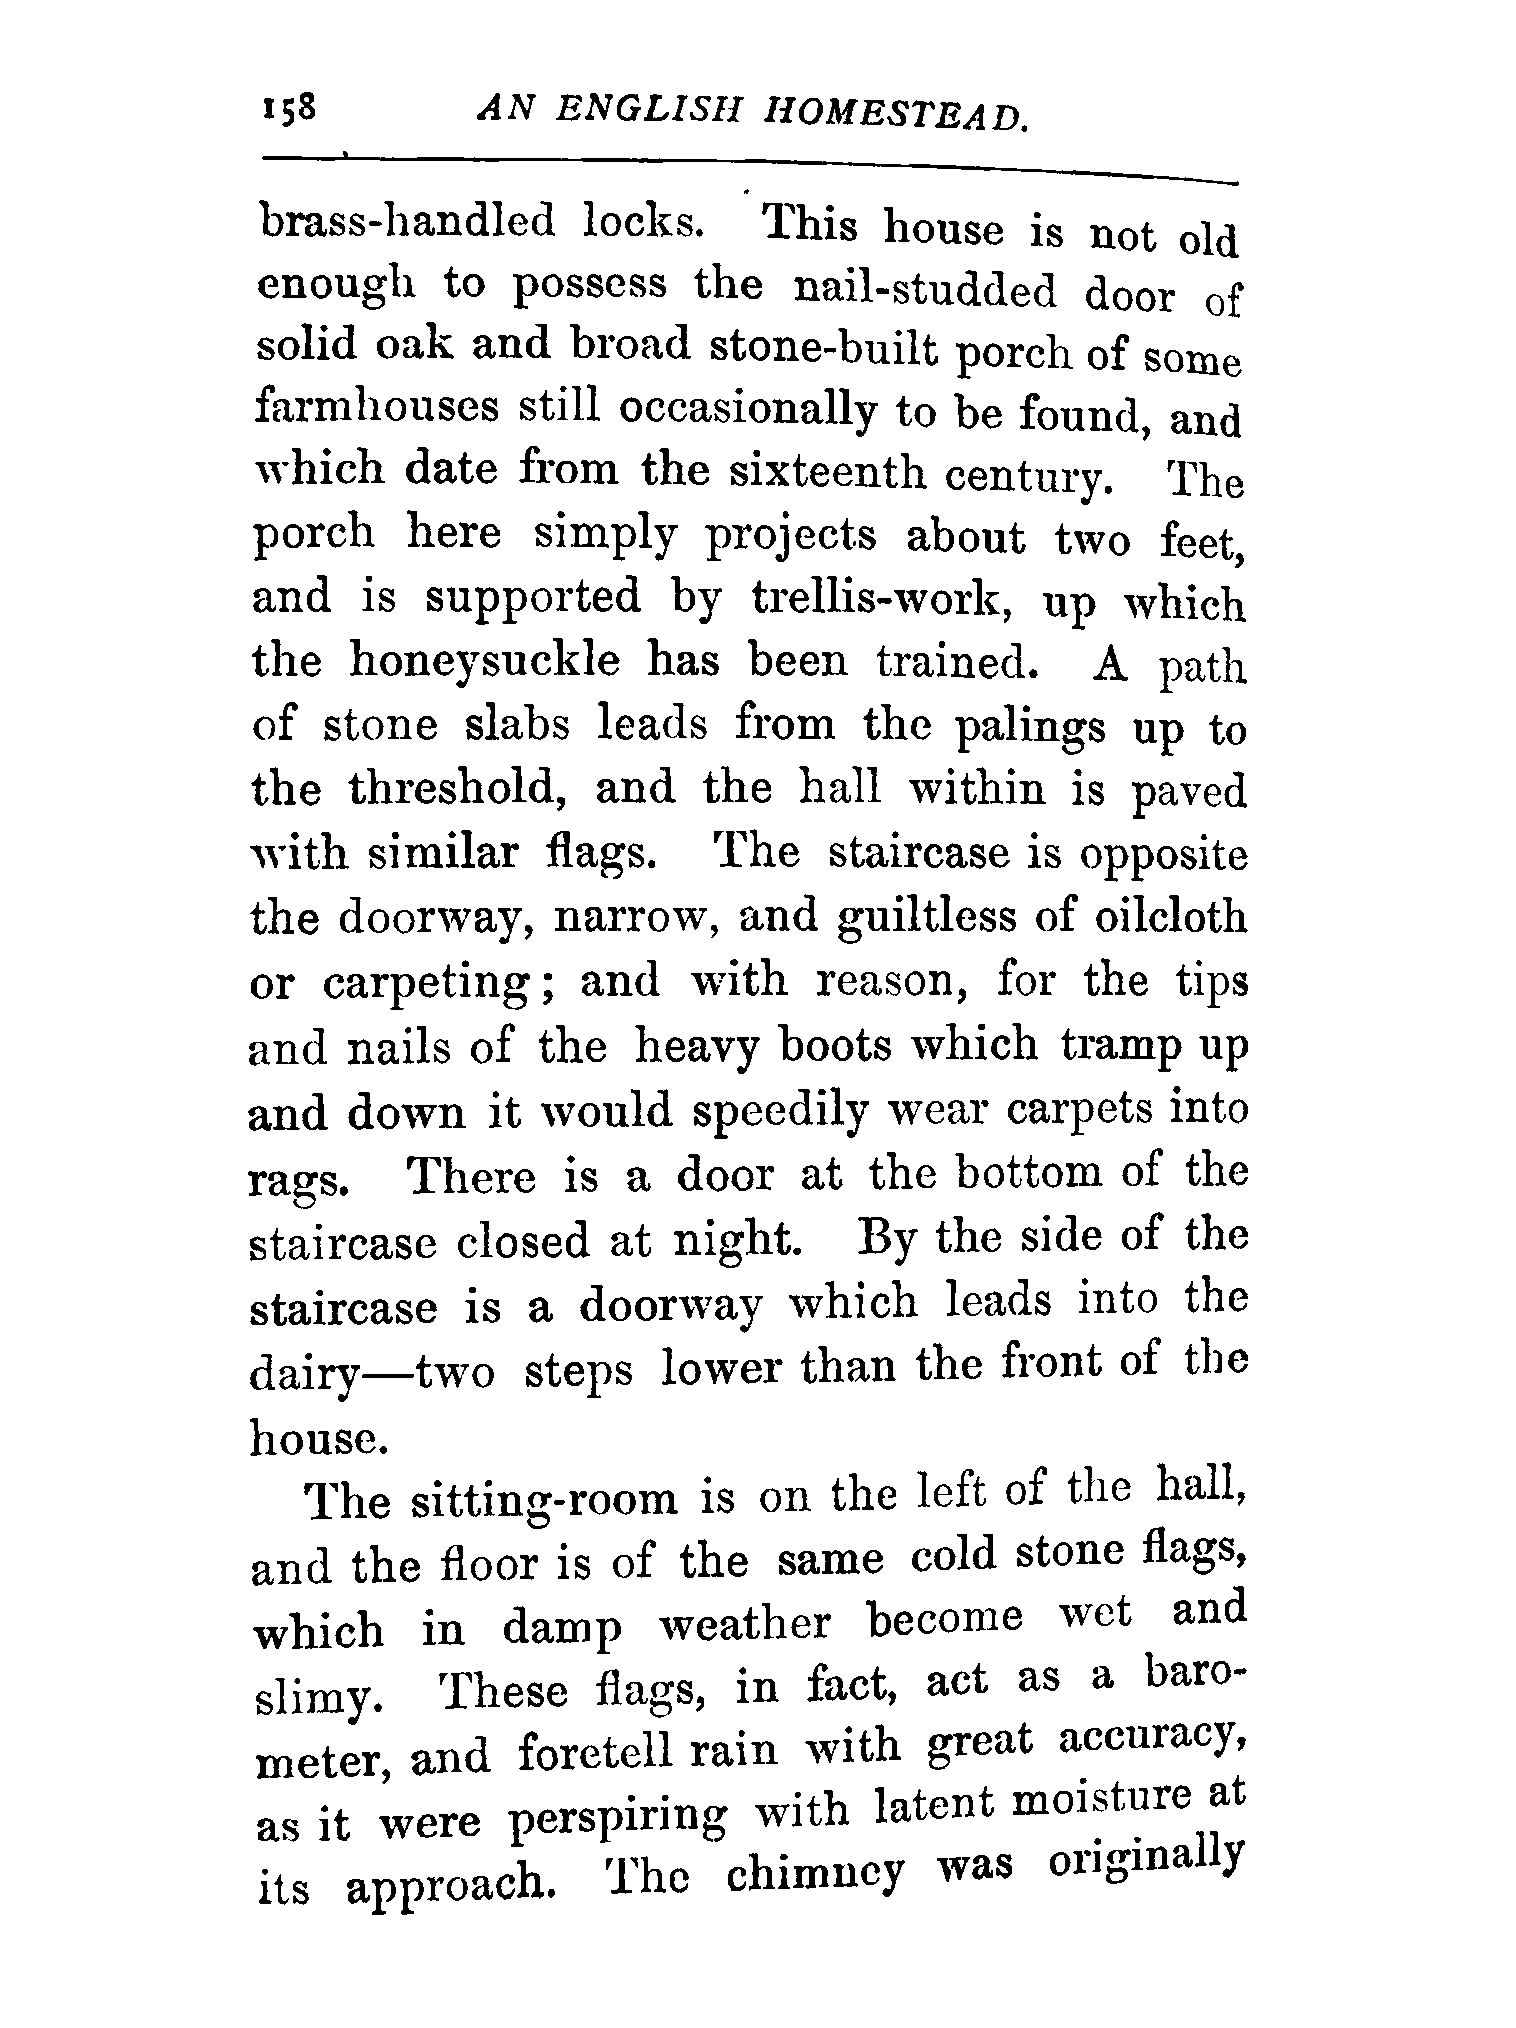 158 AN ENGLISH HOMESTEAD.
brass-handled locks. This house is not old
enough to possess the nail-studded door of
solid oak and broad stone-built porch of some
farmhouses still occasionally to be found, and
which date from the sixteenth century. The
porch here simply projects about two feet,
and is supported by trellis-work, up which
the honeysuckle has been trained. A path
of stone slabs leads from the palings up to
the threshold, and the hall within is paved
with similar flags. The staircase is opposite
the doorway, narrow, and guiltless of oilcloth
or carpeting; and with reason, for the tips
and nails of the heavy boots which tramp up
and down it would speedily wear carpets into
rags. There is a door at the bottom of the
staircase closed at night. By the side of the
staircase is a doorway which leads into the
dairy—two steps lower than the front of the
house.
The sitting-room is on the left of the hall,
and the floor is of the same cold stone flags,
which in damp weather become wet and
slimy. These flags, in fact, act as a baro-
meter, and foretell rain with great accuracy,
as it were perspiring with latent moisture at
its approach. The chimney was originally